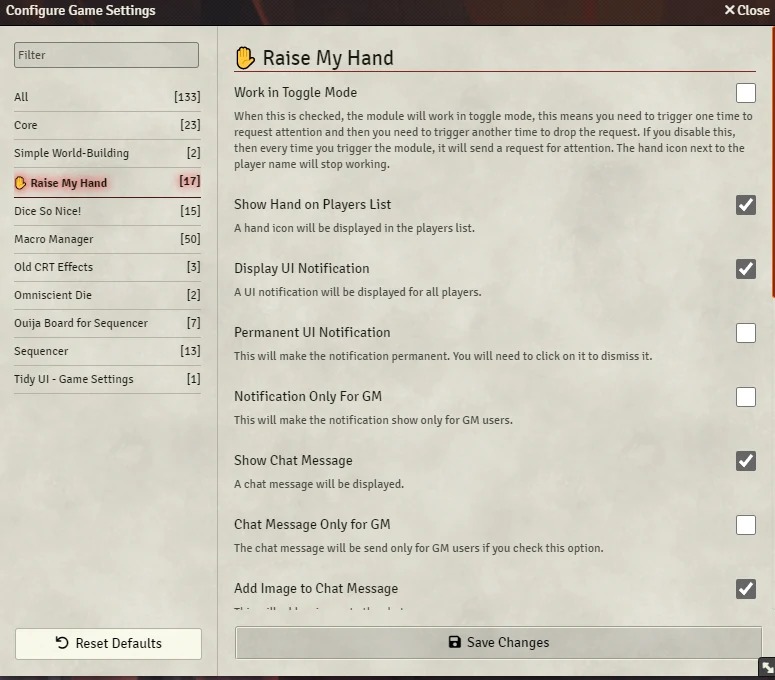 Configure Game Settings
Close
Filter
All [133]
Core [23]
Simple World-Building [2]
Raise My Hand [17]
Dice So Nice! [15]
Macro Manager [50]
Old CRT Effects [3]
Omniscient Die [2]
Ouija Board for Sequencer [7]
Sequencer [13]
Tidy UI - Game Settings [1]
Reset Defaults
Raise My Hand
Work in Toggle Mode
When this is checked, the module will work in toggle mode, this means you need to trigger one time to
request attention and then you need to trigger another time to drop the request. If you disable this,
then every time you trigger the module, it will send a request for attention. The hand icon next to the
player name will stop working.
Show Hand on Players List
A hand icon will be displayed in the players list.
Display UI Notification
A UI notification will be displayed for all players.
Permanent UI Notification
This will make the notification permanent. You will need to click on it to dismiss it.
Notification Only For GM
This will make the notification show only for GM users.
Show Chat Message
A chat message will be displayed.
Chat Message Only for GM
The chat message will be send only for GM users if you check this option.
Add Image to Chat Message
Save Changes